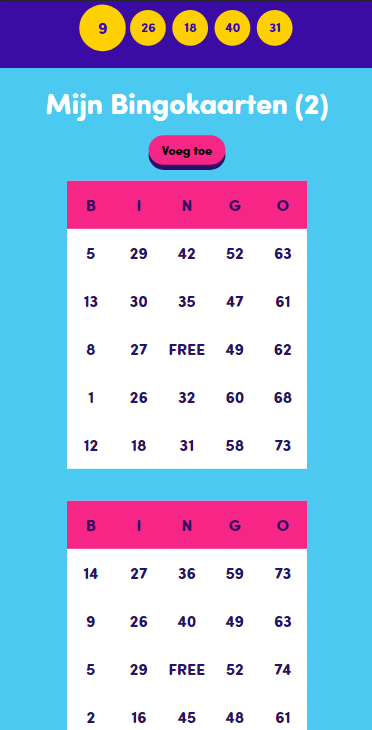 9 26 18 40 31
Mijn Bingokaarten (2)
Voeg toe
B I N G O
5 29 42 52 63
13 30 35 47 61
8 27 FREE 49 62
1 26 32 60 68
12 18 31 58 73
B I N G O
14 27 36 59 73
9 26 40 49 63
5 29 FREE 52 74
2 16 45 48 61